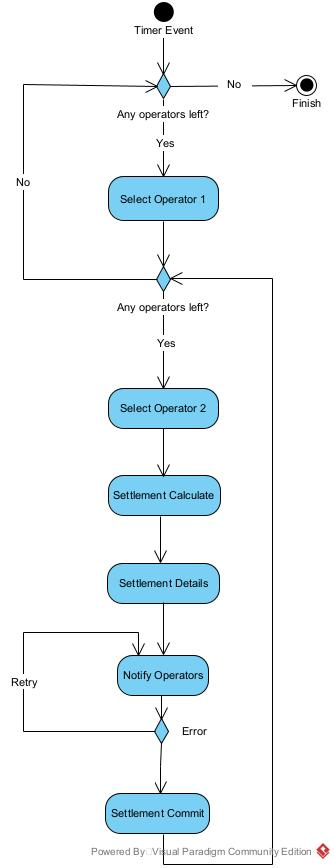 Timer Event
No
Finish
Any operators left?
Yes
No
Select Operator 1
Any operators left?
Yes
Select Operator 2
Settlement Calculate
Settlement Details
Notify Operators
Retry
Error
Settlement Commit
Powered By Visual Paradigm Community Edition